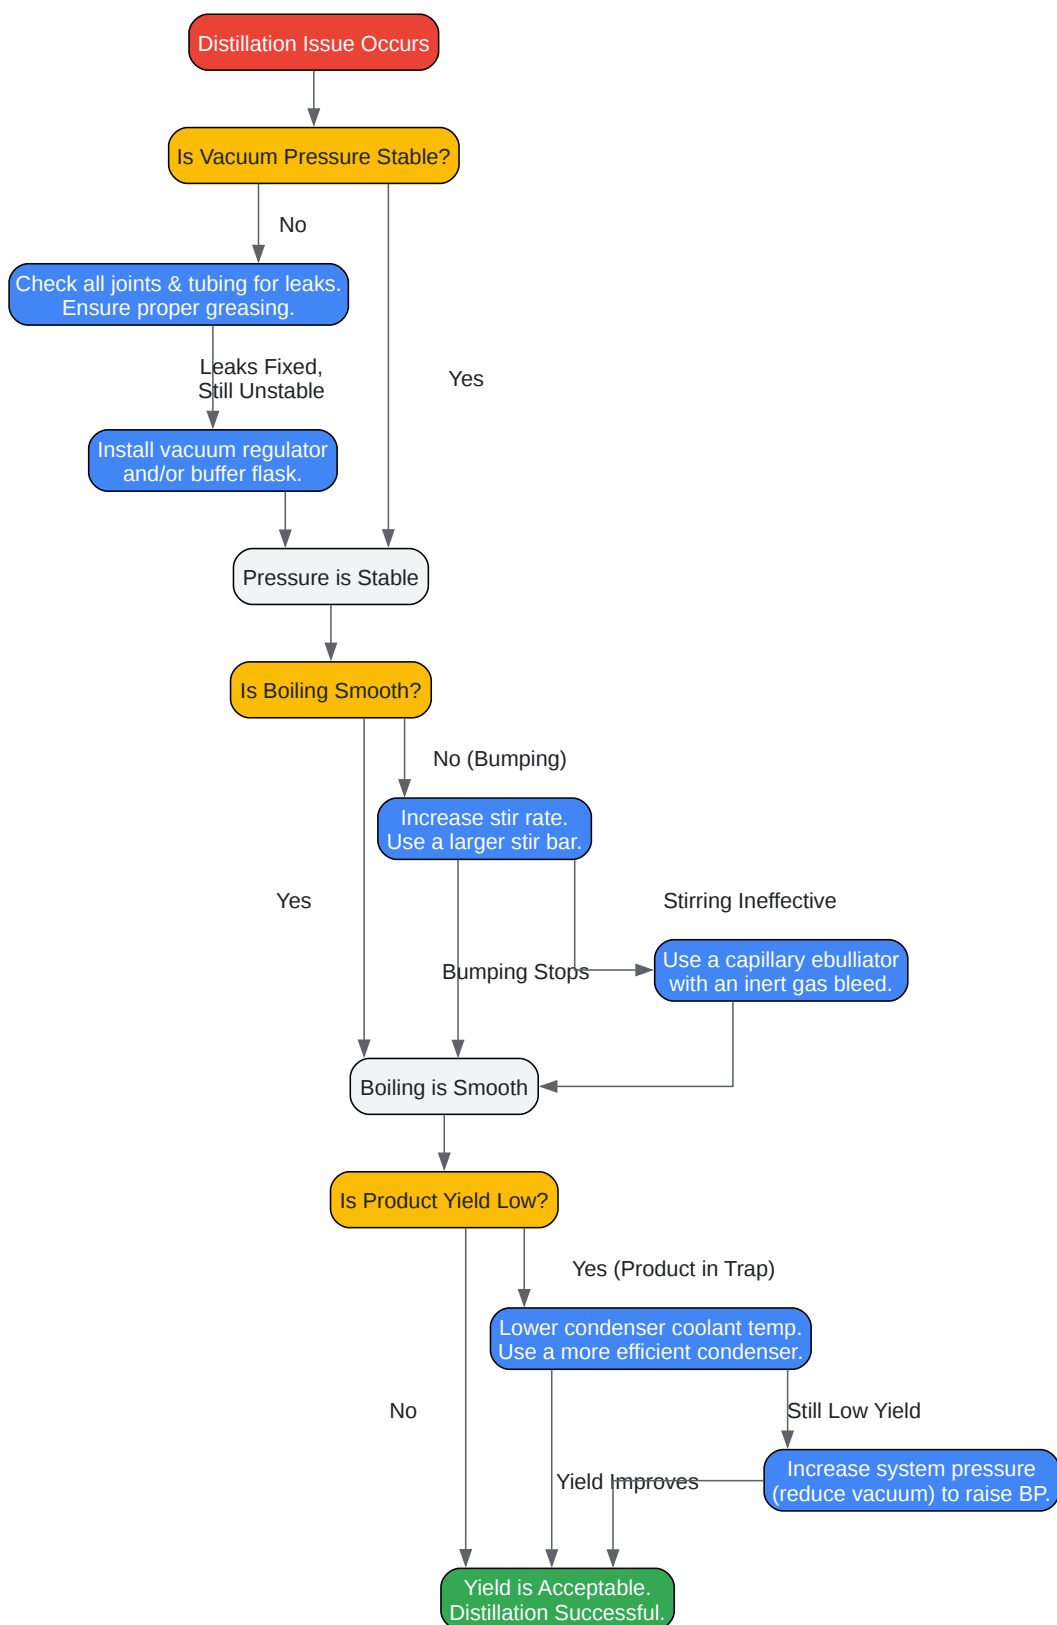 Distillation Issue Occurs
Is Vacuum Pressure Stable?
No
Check all joints & tubing for leaks.
Ensure proper greasing.
Leaks Fixed,
Still Unstable
Yes
Install vacuum regulator
and/or buffer flask.
Pressure is Stable
Is Boiling Smooth?
No (Bumping)
Increase stir rate.
Use a larger stir bar.
Yes
Stirring Ineffective
Bumping Stops
Use a capillary ebulliator
with an inert gas bleed.
Boiling is Smooth
Is Product Yield Low?
Yes (Product in Trap)
Lower condenser coolant temp.
Use a more efficient condenser.
No
Still Low Yield
Yield Improves
Increase system pressure
(reduce vacuum) to raise BP.
Yield is Acceptable.
Distillation Successful.